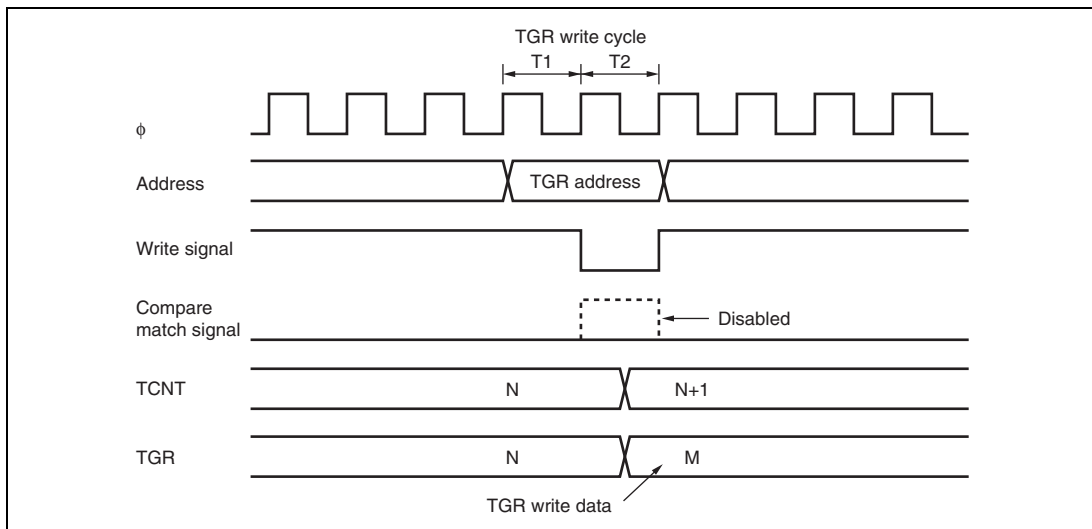 TGR write cycle
T1 T2
ϕ
Address TGR address
Write signal
Compare
match signal Disabled
TCNT N N+1
TGR N M
TGR write data